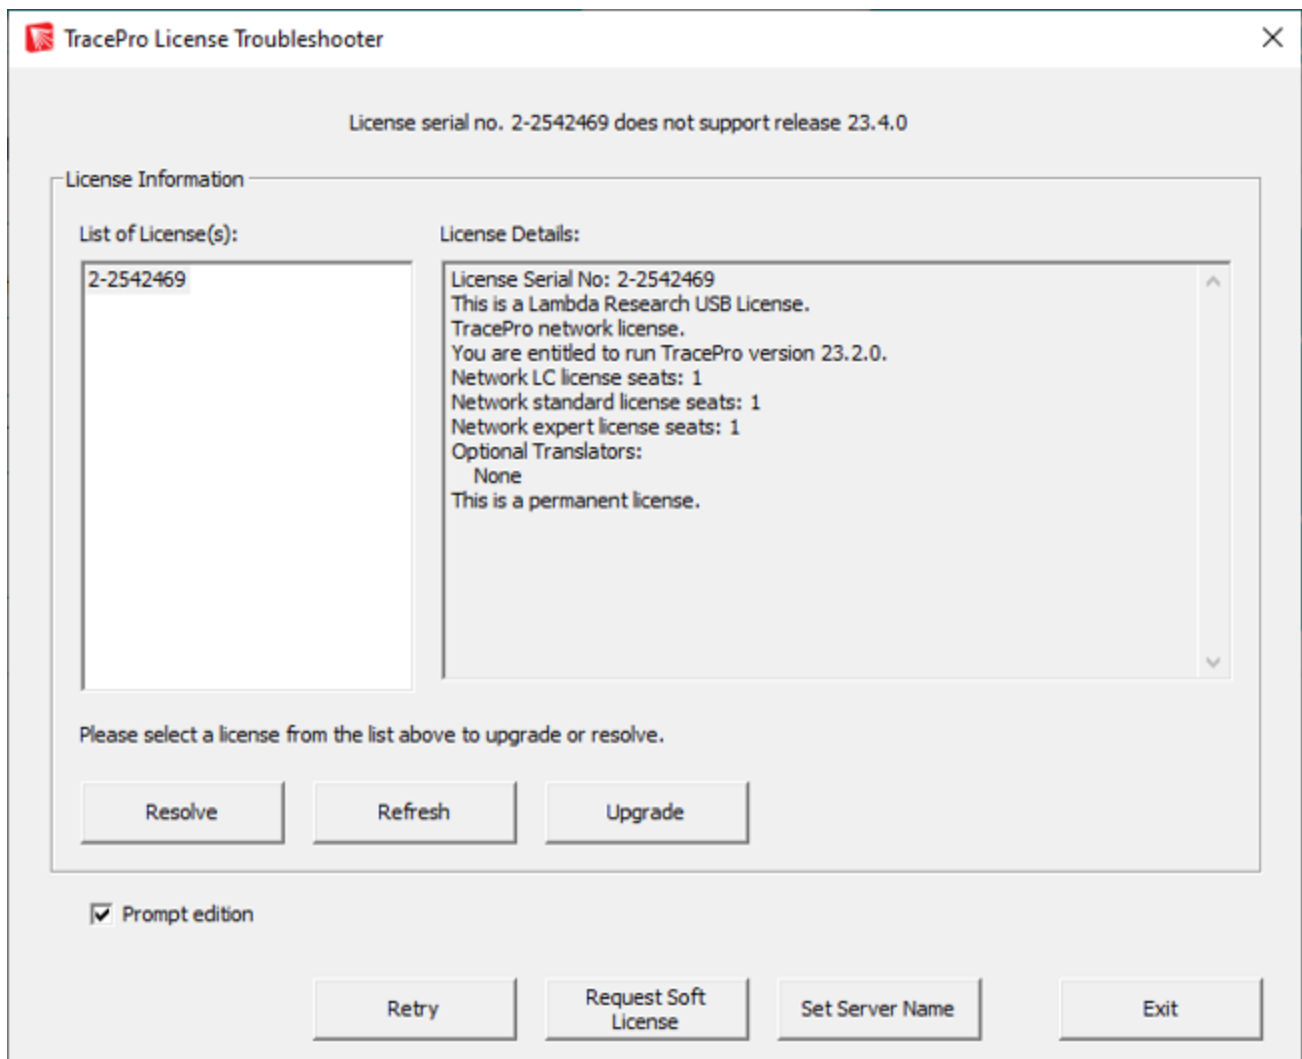 TracePro License Troubleshooter
License serial no. 2-2542469 does not support release 23.4.0
License Information
List of License(s):
2-2542469
License Details:
License Serial No: 2-2542469
This is a Lambda Research USB License.
TracePro network license.
You are entitled to run TracePro version 23.2.0.
Network LC license seats: 1
Network standard license seats: 1
Network expert license seats: 1
Optional Translators:
None
This is a permanent license.
Please select a license from the list above to upgrade or resolve.
Resolve
Refresh
Upgrade
Prompt edition
Retry
Request Soft
License
Set Server Name
Exit